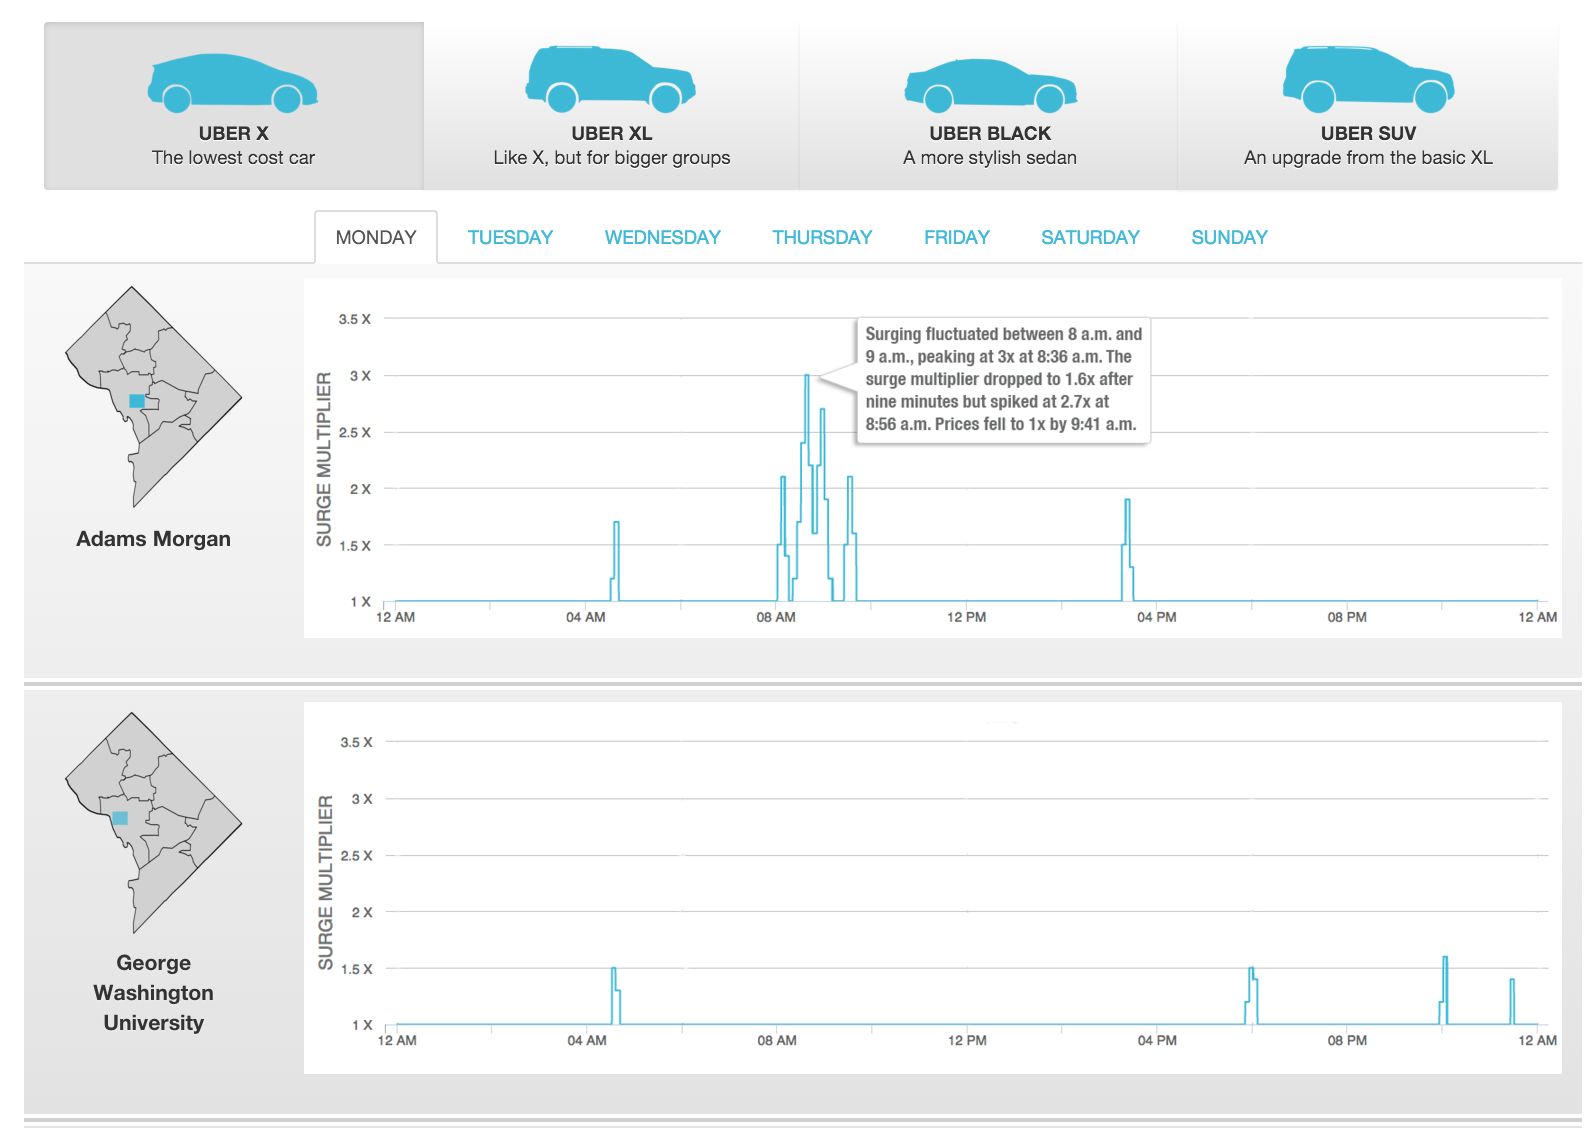 UBER X
The lowest cost car
UBER XL
Like X, but for bigger groups
UBER BLACK
A more stylish sedan
UBER SUV
An upgrade from the basic XL
MONDAY TUESDAY WEDNESDAY THURSDAY FRIDAY SATURDAY SUNDAY
Adams Morgan
SURGE MULTIPLIER
3.5 X
3 X
2.5 X
2 X
1.5 X
1 X
Surging fluctuated between 8 a.m. and
9 a.m., peaking at 3x at 8:36 a.m. The
surge multiplier dropped to 1.6x after
nine minutes but spiked at 2.7x at
8:56 a.m. Prices fell to 1x by 9:41 a.m.
12 AM 04 AM 08 AM 12 PM 04 PM 08 PM 12 AM
George
Washington
University
SURGE MULTIPLIER
3.5 X
3 X
2.5 X
2 X
1.5 X
1 X
12 AM 04 AM 08 AM 12 PM 04 PM 08 PM 12 AM